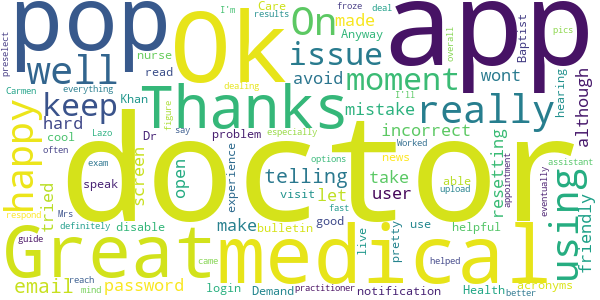 pop
Ok
app
On
issue
well
moment
Thanks
really
keep
hard
happy
doctor
Great
medical
using
avoid
wont
although
made
Care
I'm
results
froze
deal
Anyway
For
nurse
read
preselect
Baptist
pics
hearing
mistake
incorrect
Khan
Dr
problem
cool
Carmen
everything
dealing
I'll
overall
figure
say
especially
Lazo
often
exam
speak
screen
open
experience
telling
take
user
Worked
options
news
able
upload
resetting
appointment
assistant
eventually
friendly
tried
Mrs
visit
let
good
fast
respond
definitely
disable
make
bulletin
live
pretty
use
helpful
guide
email
password
came
login
Demand
helped
notification
Health
acronyms
better
reach
mind
practitioner